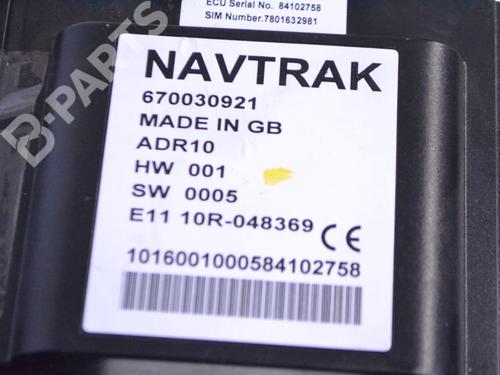 ECU Serial No. 84102758
SIM Number.7801632981
NAVTRAK
670030921
MADE IN GB
ADR10
HW 001
SW 0005
E11 10R-048369 CE
1016001000584102758
B-PARTS